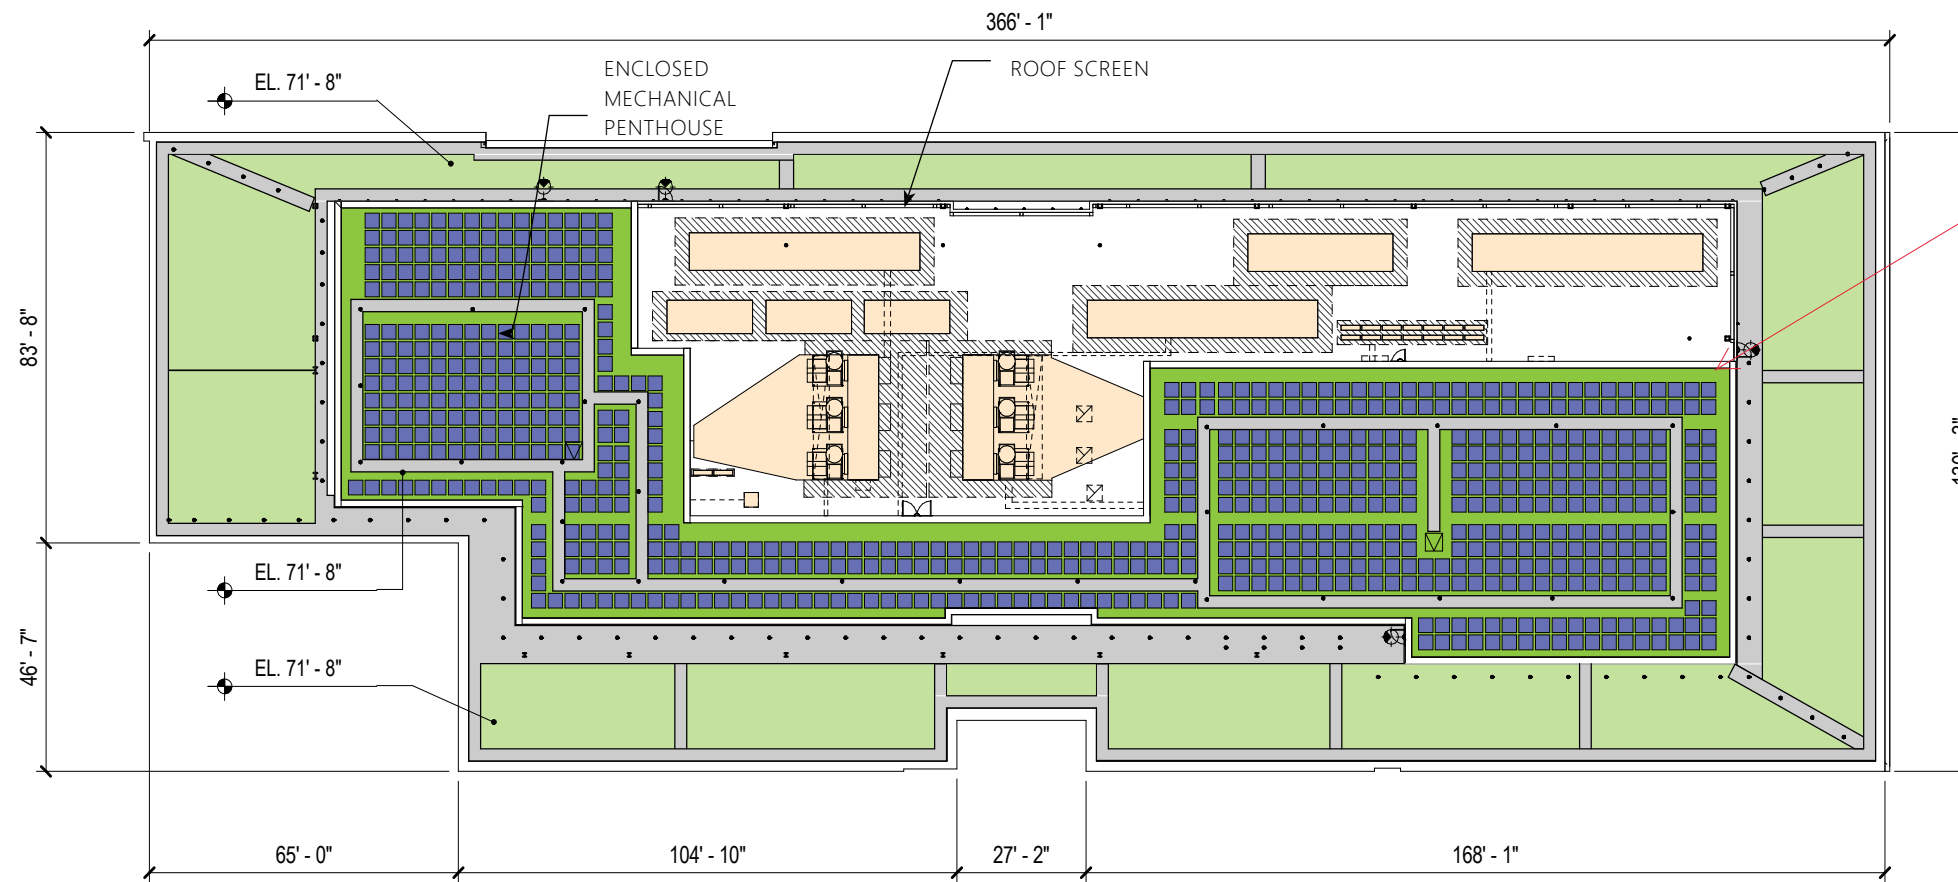 366' - 1"
EL. 71' - 8"
ENCLOSED
MECHANICAL
PENTHOUSE
ROOF SCREEN
83' - 8"
EL. 71' - 8"
46' - 7"
EL. 71' - 8"
65' - 0"
104' - 10"
27' - 2"
168' - 1"